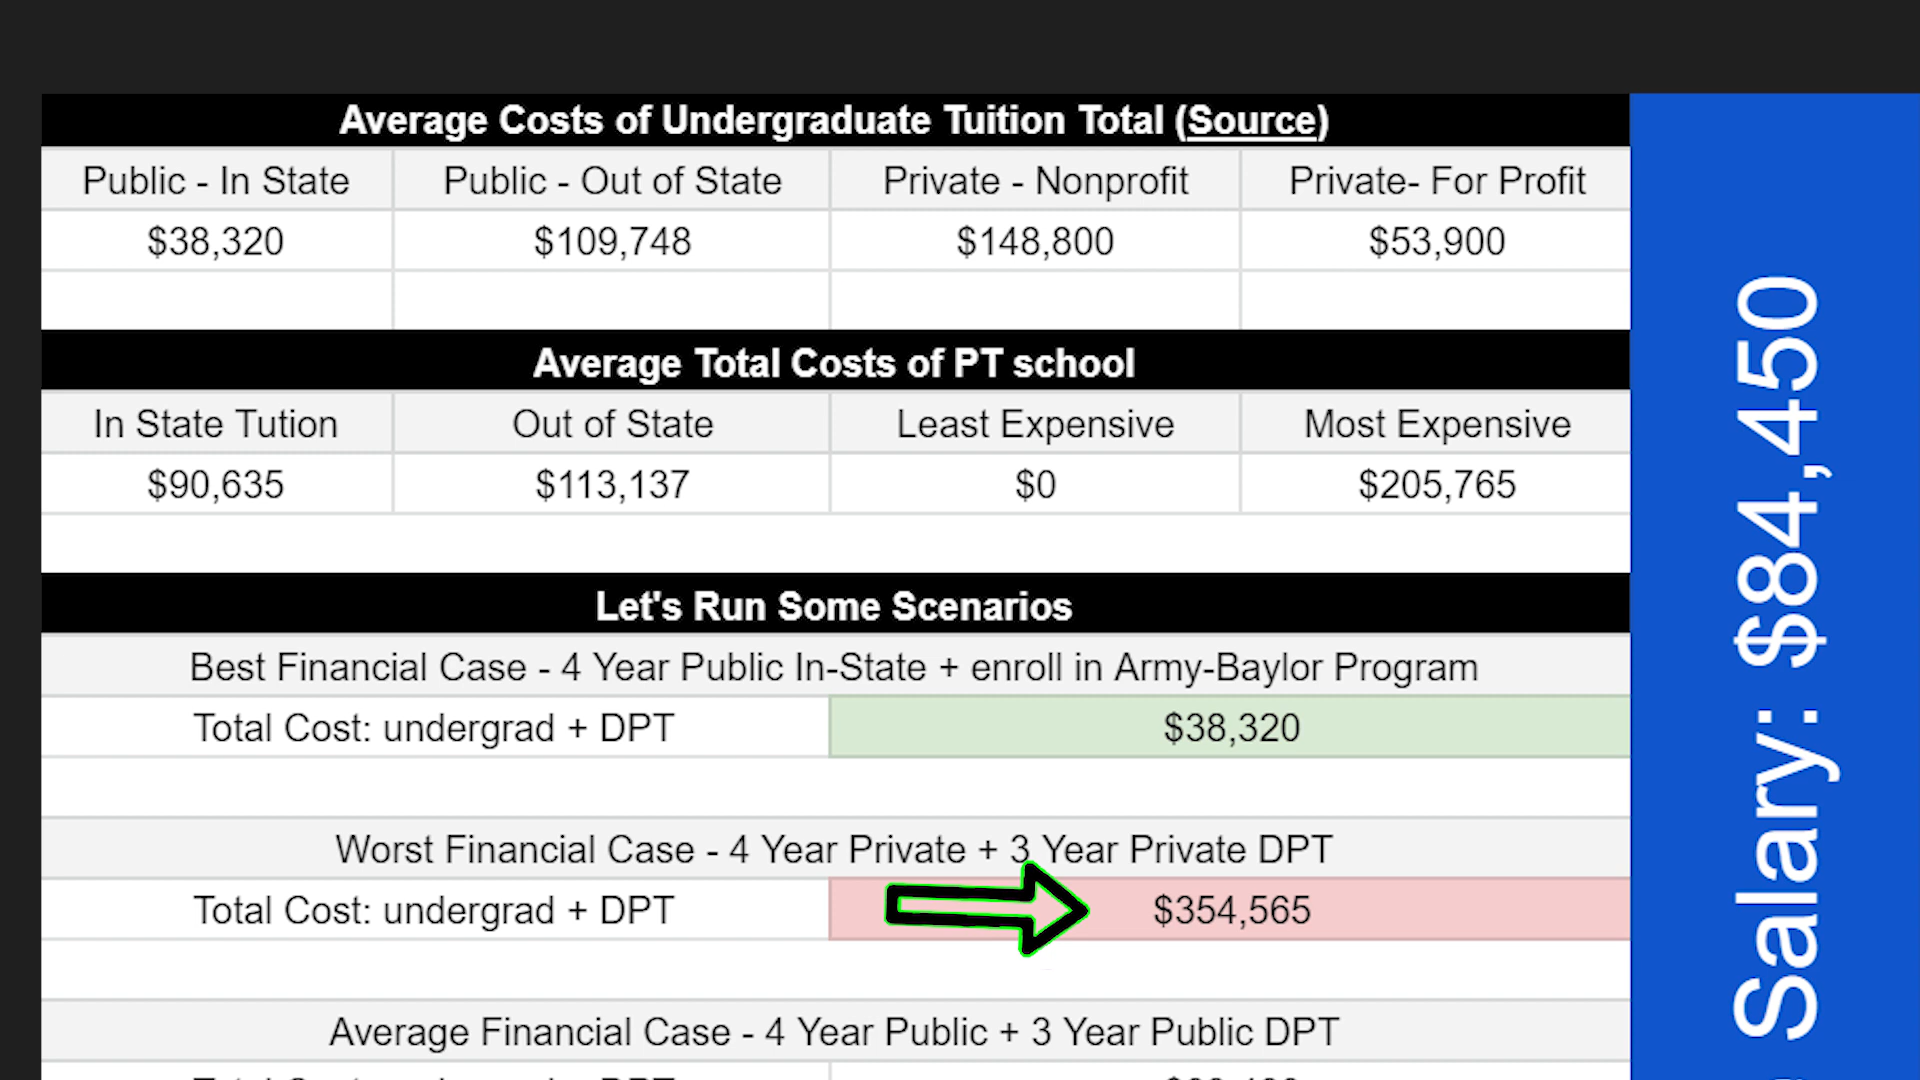 Average Costs of Undergraduate Tuition Total (Source)
Public - In State Public - Out of State Private - Nonprofit Private- For Profit
$38,320 $109,748 $148,800 $53,900
Average Total Costs of PT school
In State Tution Out of State Least Expensive Most Expensive
$90,635 $113,137 $0 $205,765
Let's Run Some Scenarios
Best Financial Case - 4 Year Public In-State + enroll in Army-Baylor Program
Total Cost: undergrad + DPT $38,320
Worst Financial Case - 4 Year Private + 3 Year Private DPT
Total Cost: undergrad + DPT $354,565
Average Financial Case - 4 Year Public + 3 Year Public DPT
Salary: $84,450